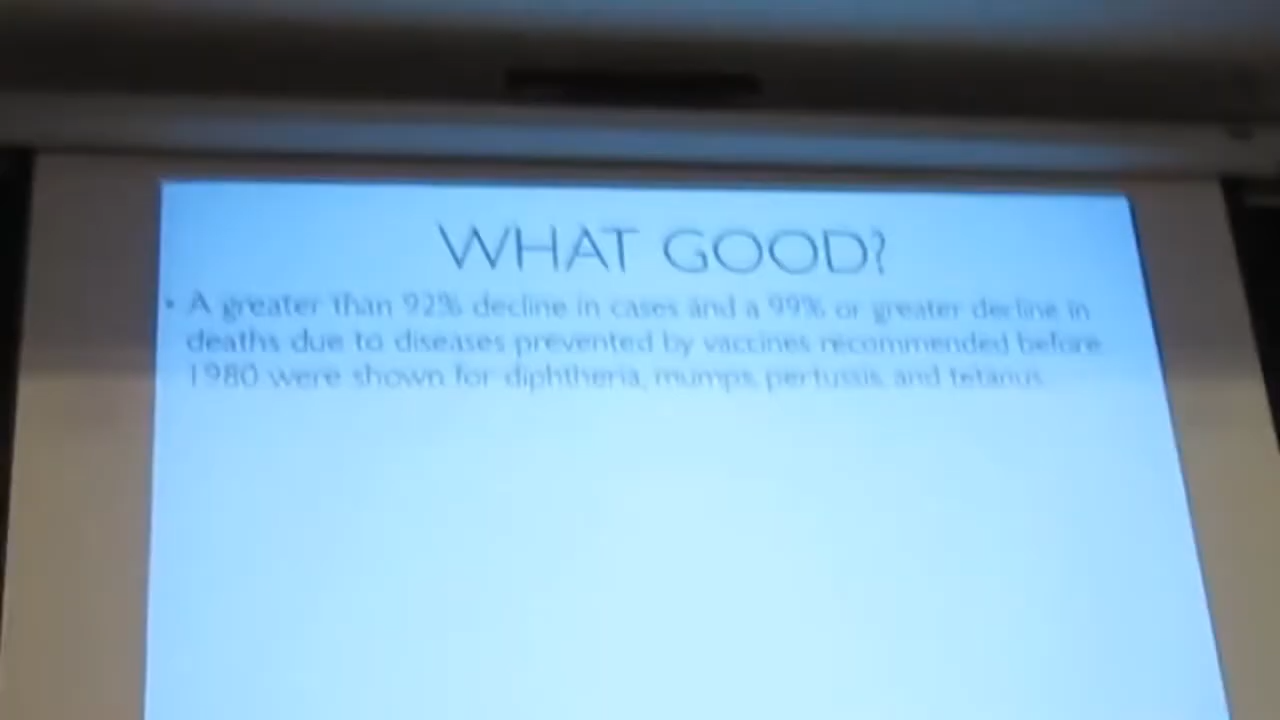 WHAT GOOD?
• A greater than 92% decline in cases and a 99% or greater decline in
deaths due to diseases prevented by vaccines recommended before
1980 were shown for diphtheria, mumps, pertussis and tetanus.